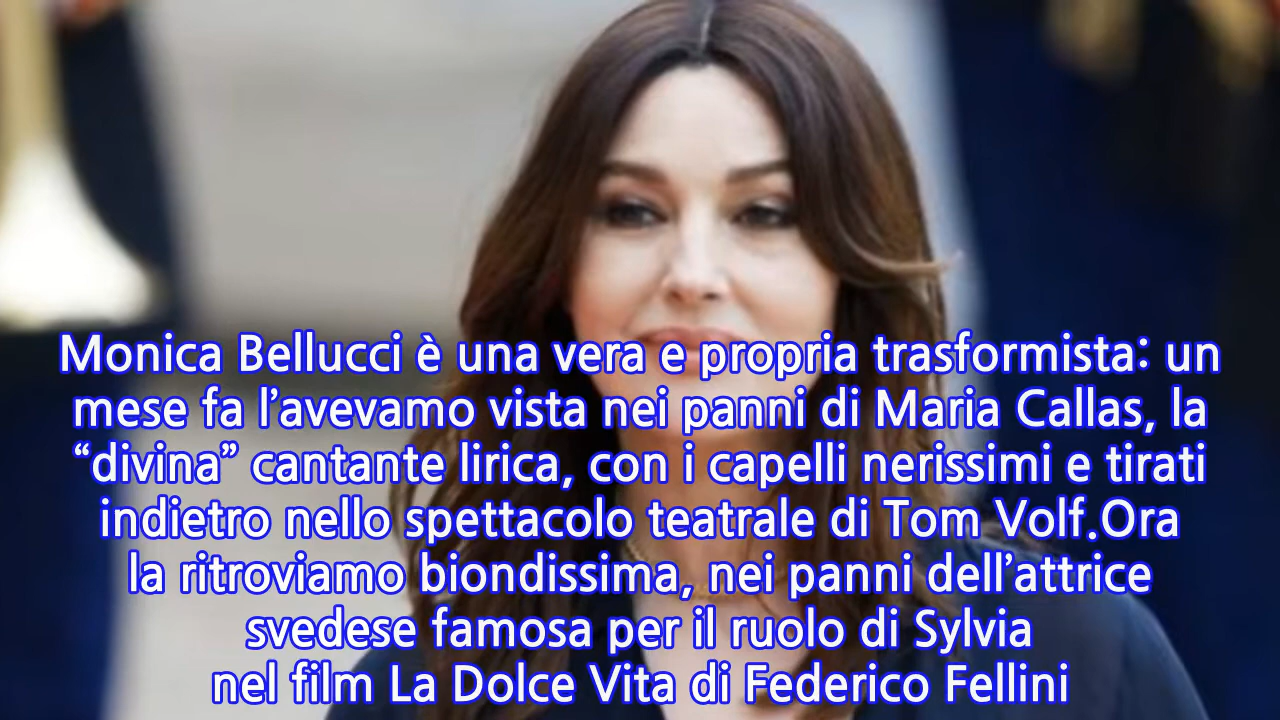 Monica Bellucci è una vera e propria trasformista: un
mese fa l’avevamo vista nei panni di Maria Callas, la
“divina” cantante lirica, con i capelli nerissimi e tirati
indietro nello spettacolo teatrale di Tom Volf.Ora
la ritroviamo biondissima, nei panni dell’attrice
svedese famosa per il ruolo di Sylvia
nel film La Dolce Vita di Federico Fellini